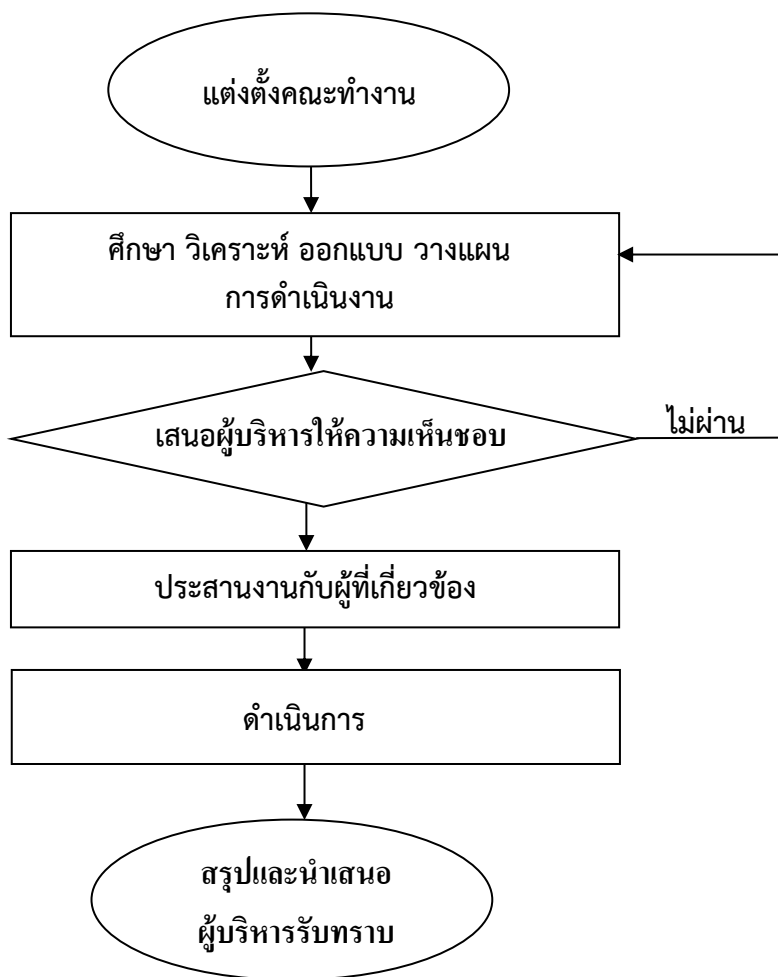 แต่งตั้งคณะทำงาน
ศึกษา วิเคราะห์ ออกแบบ วางแผน
การดำเนินงาน
เสนอผู้บริหารให้ความเห็นชอบ
ไม่ผ่าน
ประสานงานกับผู้ที่เกี่ยวข้อง
ดำเนินการ
สรุปและนำเสนอ
ผู้บริหารรับทราบ